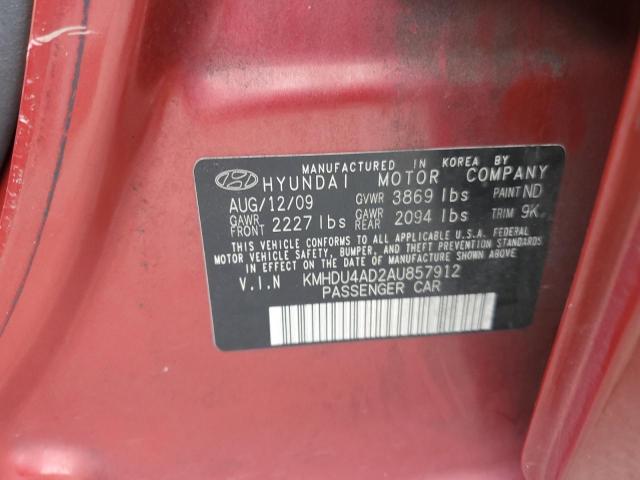 MANUFACTURED IN KOREA BY
HYUNDAI MOTOR COMPANY
AUG/12/09 GVWR 3869 lbs PAINT ND
GAWR FRONT 2227 lbs GAWR REAR 2094 lbs TRIM 9K
THIS VEHICLE CONFORMS TO ALL APPLICABLE U.S.A. FEDERAL
MOTOR VEHICLE SAFETY, BUMPER, AND THEFT PREVENTION STANDARDS
IN EFFECT ON THE DATE OF MANUFACTURE SHOWN ABOVE
V.I.N KMHDU4AD2AU857912
PASSENGER CAR